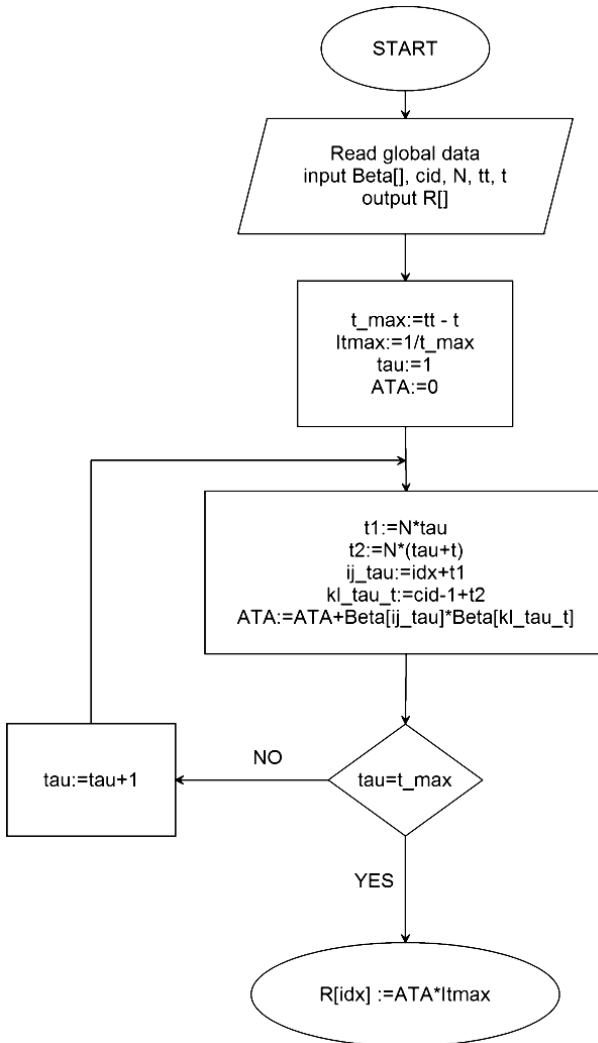 START
Read global data
input Beta[], cid, N, tt, t
output R[]
t_max:=tt - t
Itmax:=1/t_max
tau:=1
ATA:=0
t1:=N*tau
t2:=N*(tau+t)
ij_tau:=idx+t1
kl_tau_t:=cid-1+t2
ATA:=ATA+Beta[ij_tau]*Beta[kl_tau_t]
tau:=tau+1
NO
tau=t_max
YES
R[idx] :=ATA*Itmax